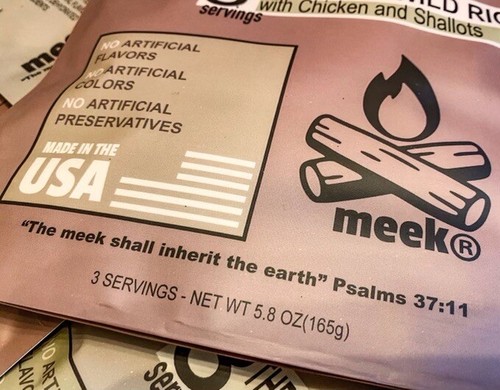 servings
with Chicken and Shallots
NO ARTIFICIAL
FLAVORS
NO ARTIFICIAL
COLORS
NO ARTIFICIAL
PRESERVATIVES
MADE IN THE
USA
meek®
“The meek shall inherit the earth” Psalms 37:11
3 SERVINGS - NET WT 5.8 OZ(165g)